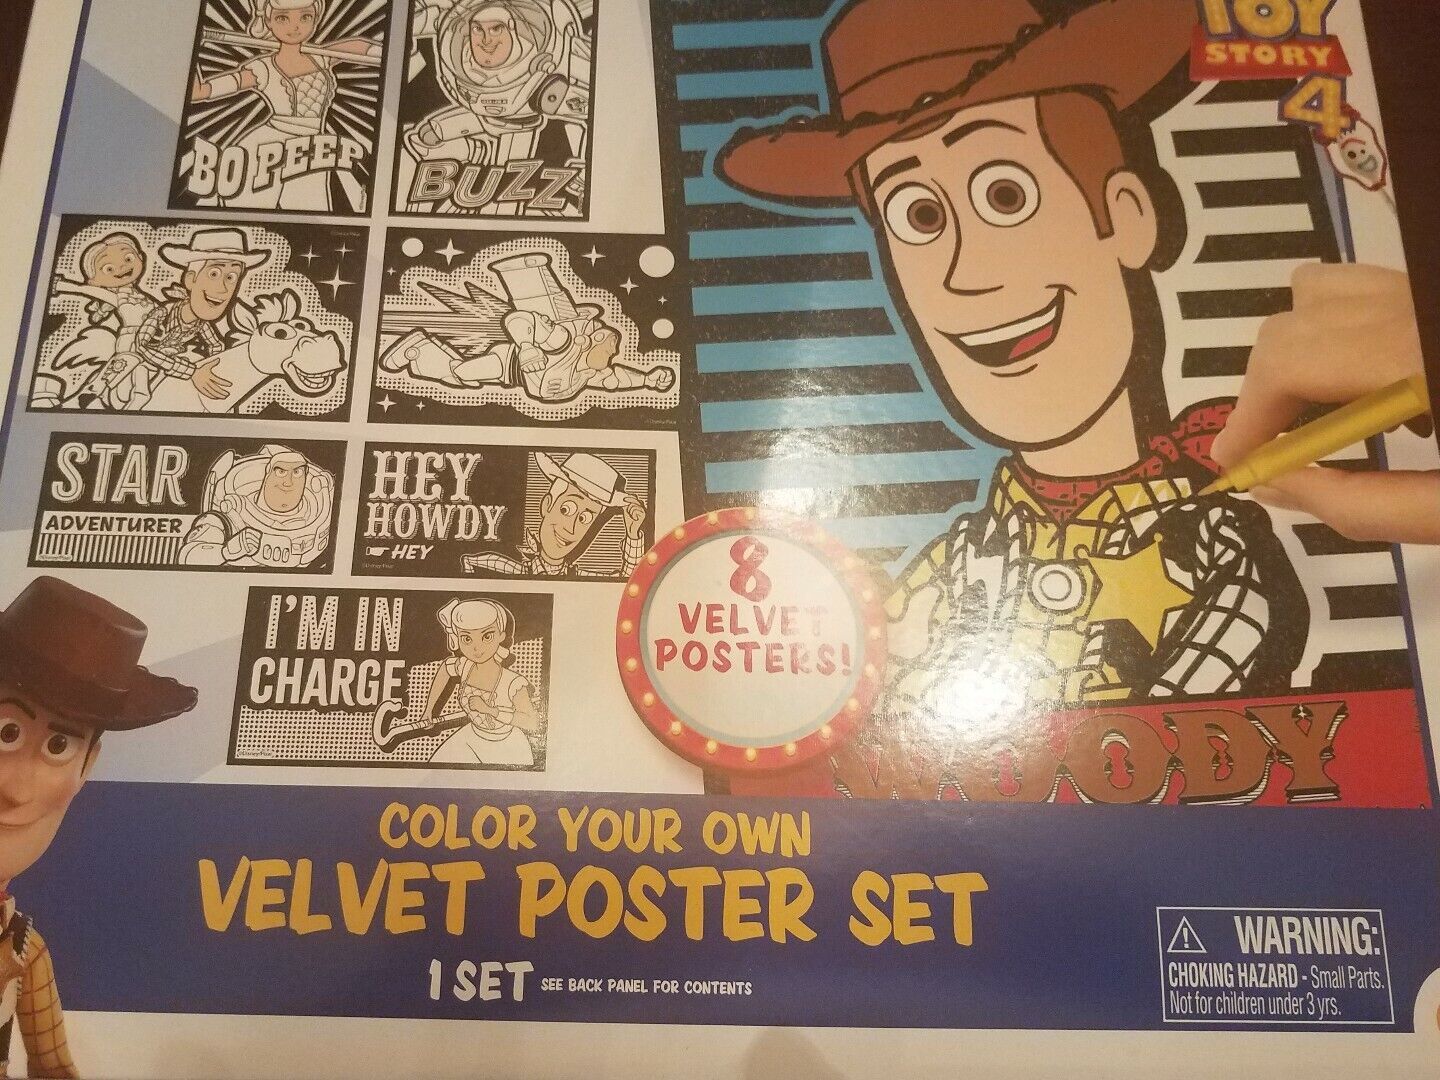 TOY
STORY
4
BO PEEP
BUZZ
STAR
ADVENTURER
HEY
HOWDY
HEY
I'M IN
CHARGE
8
VELVET
POSTERS!
WOODY
COLOR YOUR OWN
VELVET POSTER SET
1 SET SEE BACK PANEL FOR CONTENTS
WARNING:
CHOKING HAZARD - Small Parts.
Not for children under 3 yrs.